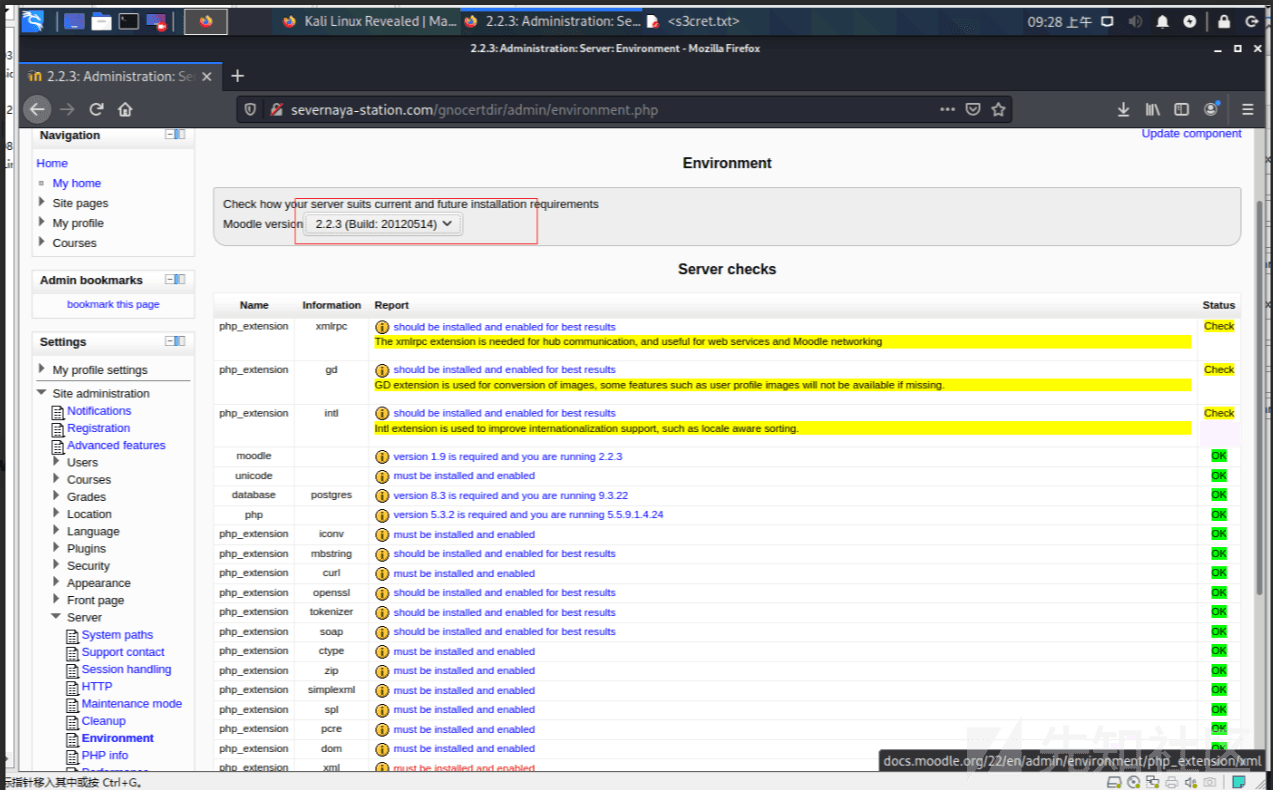 Kali Linux Revealed | Ma...
2.2.3: Administration: Se...
<s3cret.txt>
09:28 上午
2.2.3: Administration: Server: Environment - Mozilla Firefox
2.2.3: Administration: Se
severnaya-station.com/gnocertdir/admin/environment.php
Navigation
Home
My home
Site pages
My profile
Courses
Admin bookmarks
bookmark this page
Settings
My profile settings
Site administration
Notifications
Registration
Advanced features
Users
Courses
Grades
Location
Language
Plugins
Security
Appearance
Front page
Server
System paths
Support contact
Session handling
HTTP
Maintenance mode
Cleanup
Environment
PHP info
Performance
Update component
Environment
Check how your server suits current and future installation requirements
Moodle version 2.2.3 (Build: 20120514)
Server checks
Name Information Report Status
php_extension xmlrpc should be installed and enabled for best results Check
The xmlrpc extension is needed for hub communication, and useful for web services and Moodle networking
php_extension gd should be installed and enabled for best results Check
GD extension is used for conversion of images, some features such as user profile images will not be available if missing.
php_extension intl should be installed and enabled for best results Check
Intl extension is used to improve internationalization support, such as locale aware sorting.
moodle version 1.9 is required and you are running 2.2.3 OK
unicode must be installed and enabled OK
database postgres version 8.3 is required and you are running 9.3.22 OK
php version 5.3.2 is required and you are running 5.5.9.1.4.24 OK
php_extension iconv must be installed and enabled OK
php_extension mbstring should be installed and enabled for best results OK
php_extension curl must be installed and enabled OK
php_extension openssl should be installed and enabled for best results OK
php_extension tokenizer should be installed and enabled for best results OK
php_extension soap should be installed and enabled for best results OK
php_extension ctype must be installed and enabled OK
php_extension zip must be installed and enabled OK
php_extension simplexml must be installed and enabled OK
php_extension spl must be installed and enabled OK
php_extension pcre must be installed and enabled OK
php_extension dom must be installed and enabled OK
php_extension xml must be installed and enabled
docs.moodle.org/22/en/admin/environment/php_extension/xml
先知社区
标指针移入其中或按 Ctrl+G。